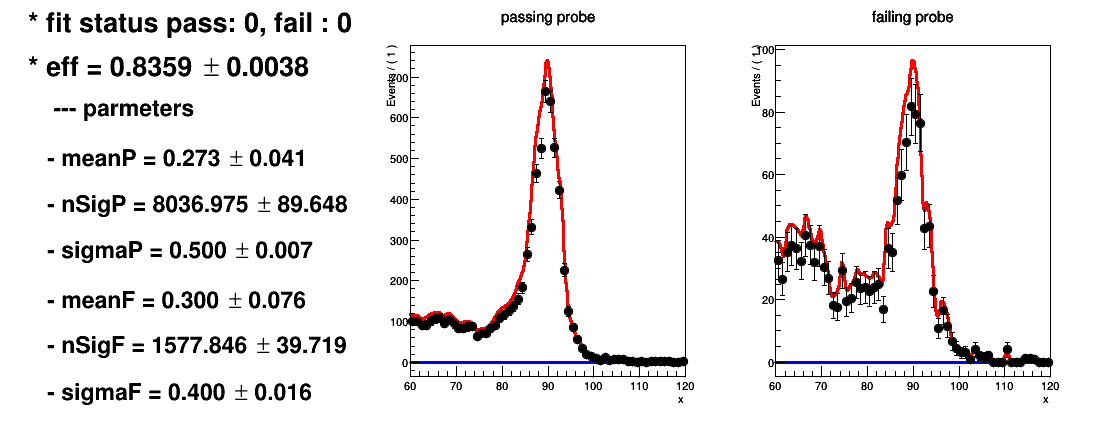 * fit status pass: 0, fail : 0
* eff = 0.8359 ± 0.0038
--- parmeters
- meanP = 0.273 ± 0.041
- nSigP = 8036.975 ± 89.648
- sigmaP = 0.500 ± 0.007
- meanF = 0.300 ± 0.076
- nSigF = 1577.846 ± 39.719
- sigmaF = 0.400 ± 0.016
passing probe
Events / ( 1 )
700
600
500
400
300
200
100
0
60 70 80 90 100 110 120
x
failing probe
Events / ( 1 )
100
80
60
40
20
0
60 70 80 90 100 110 120
x